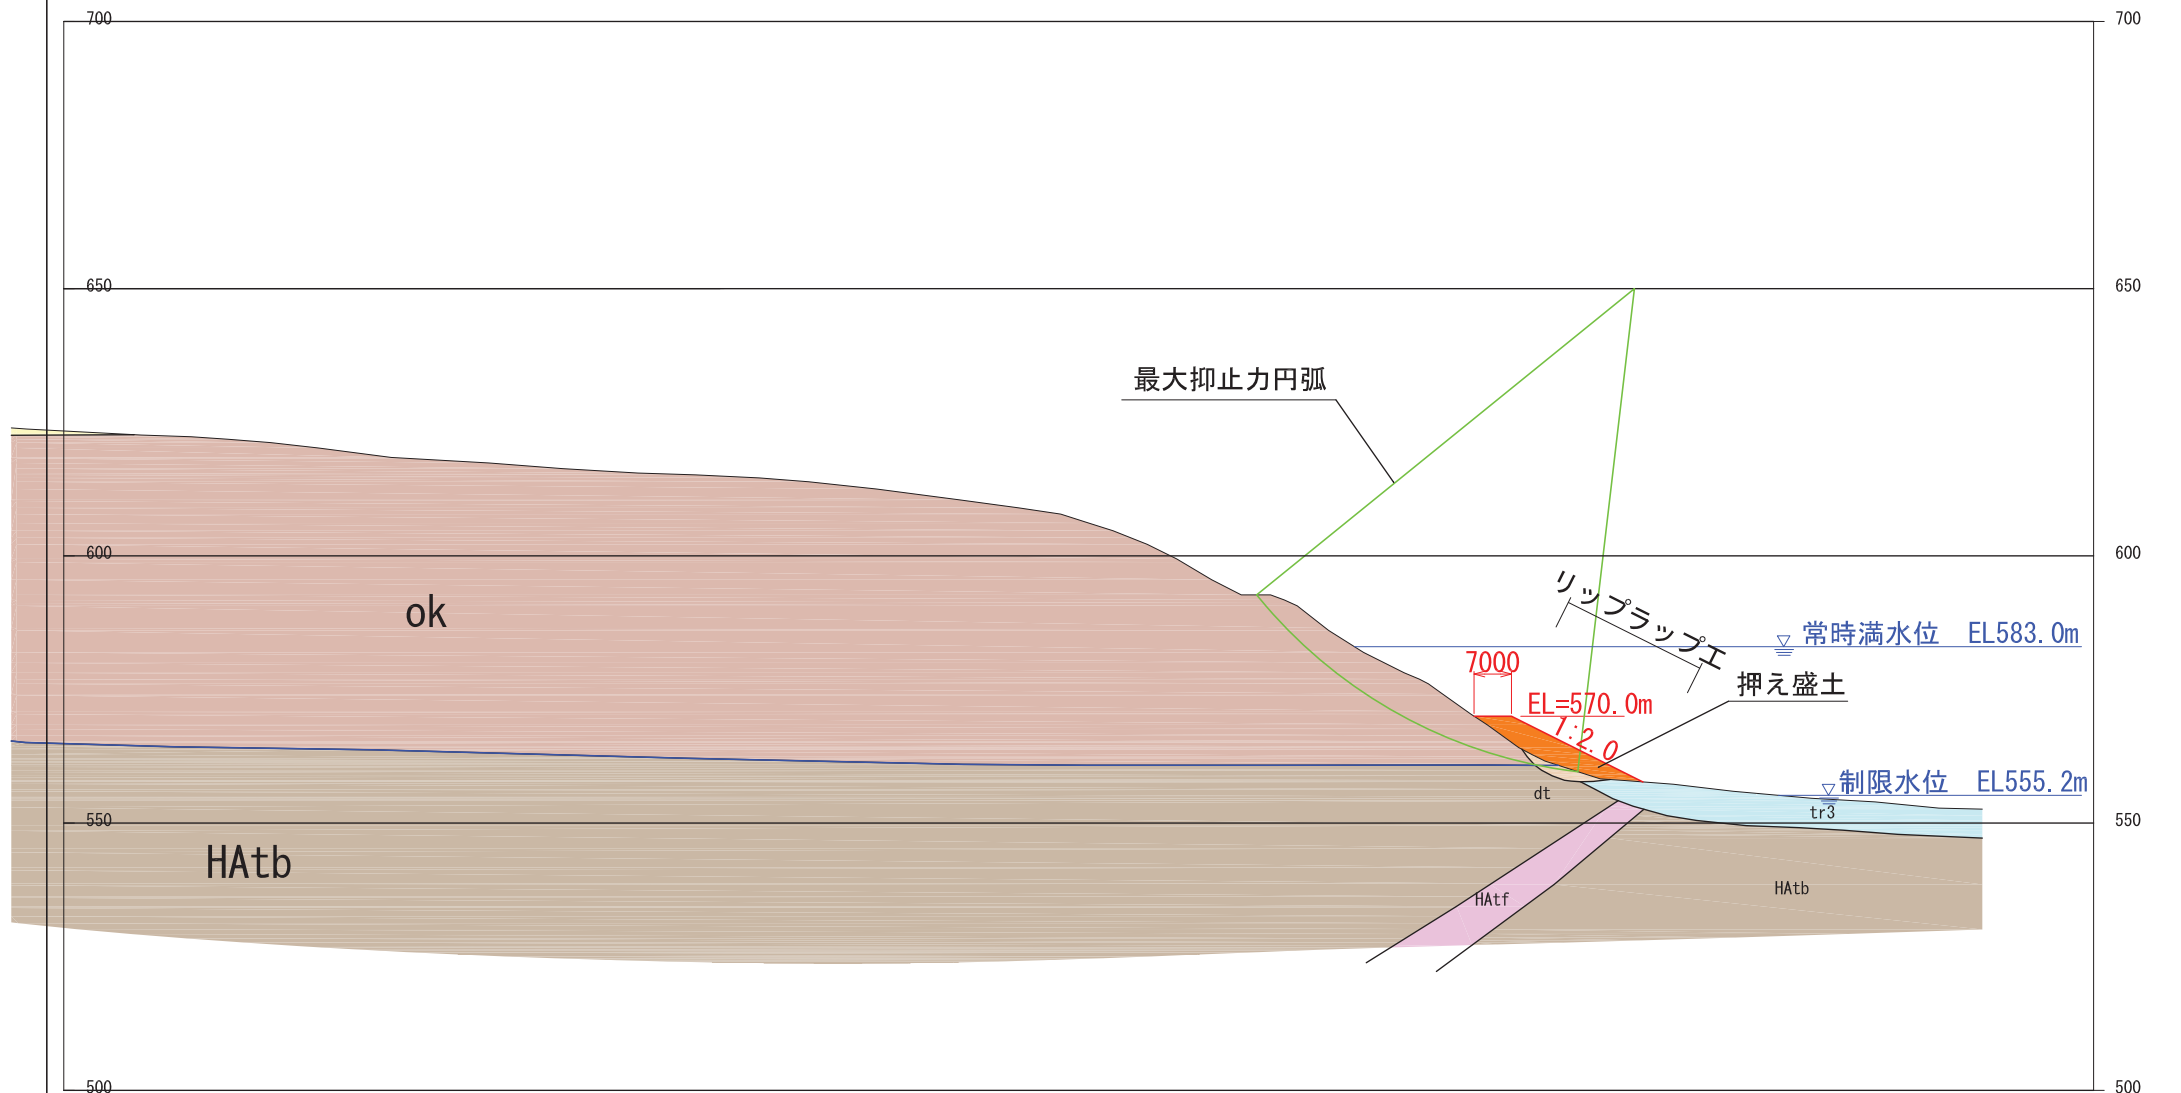 700
700
650
650
最大抑止力円弧
600
600
リップラップ工
ok
常時満水位 EL583.0m
7000
押え盛土
EL=570.0m
1:2.0
制限水位 EL555.2m
dt
tr3
550
550
HAtb
HAtb
HAtf
500
500